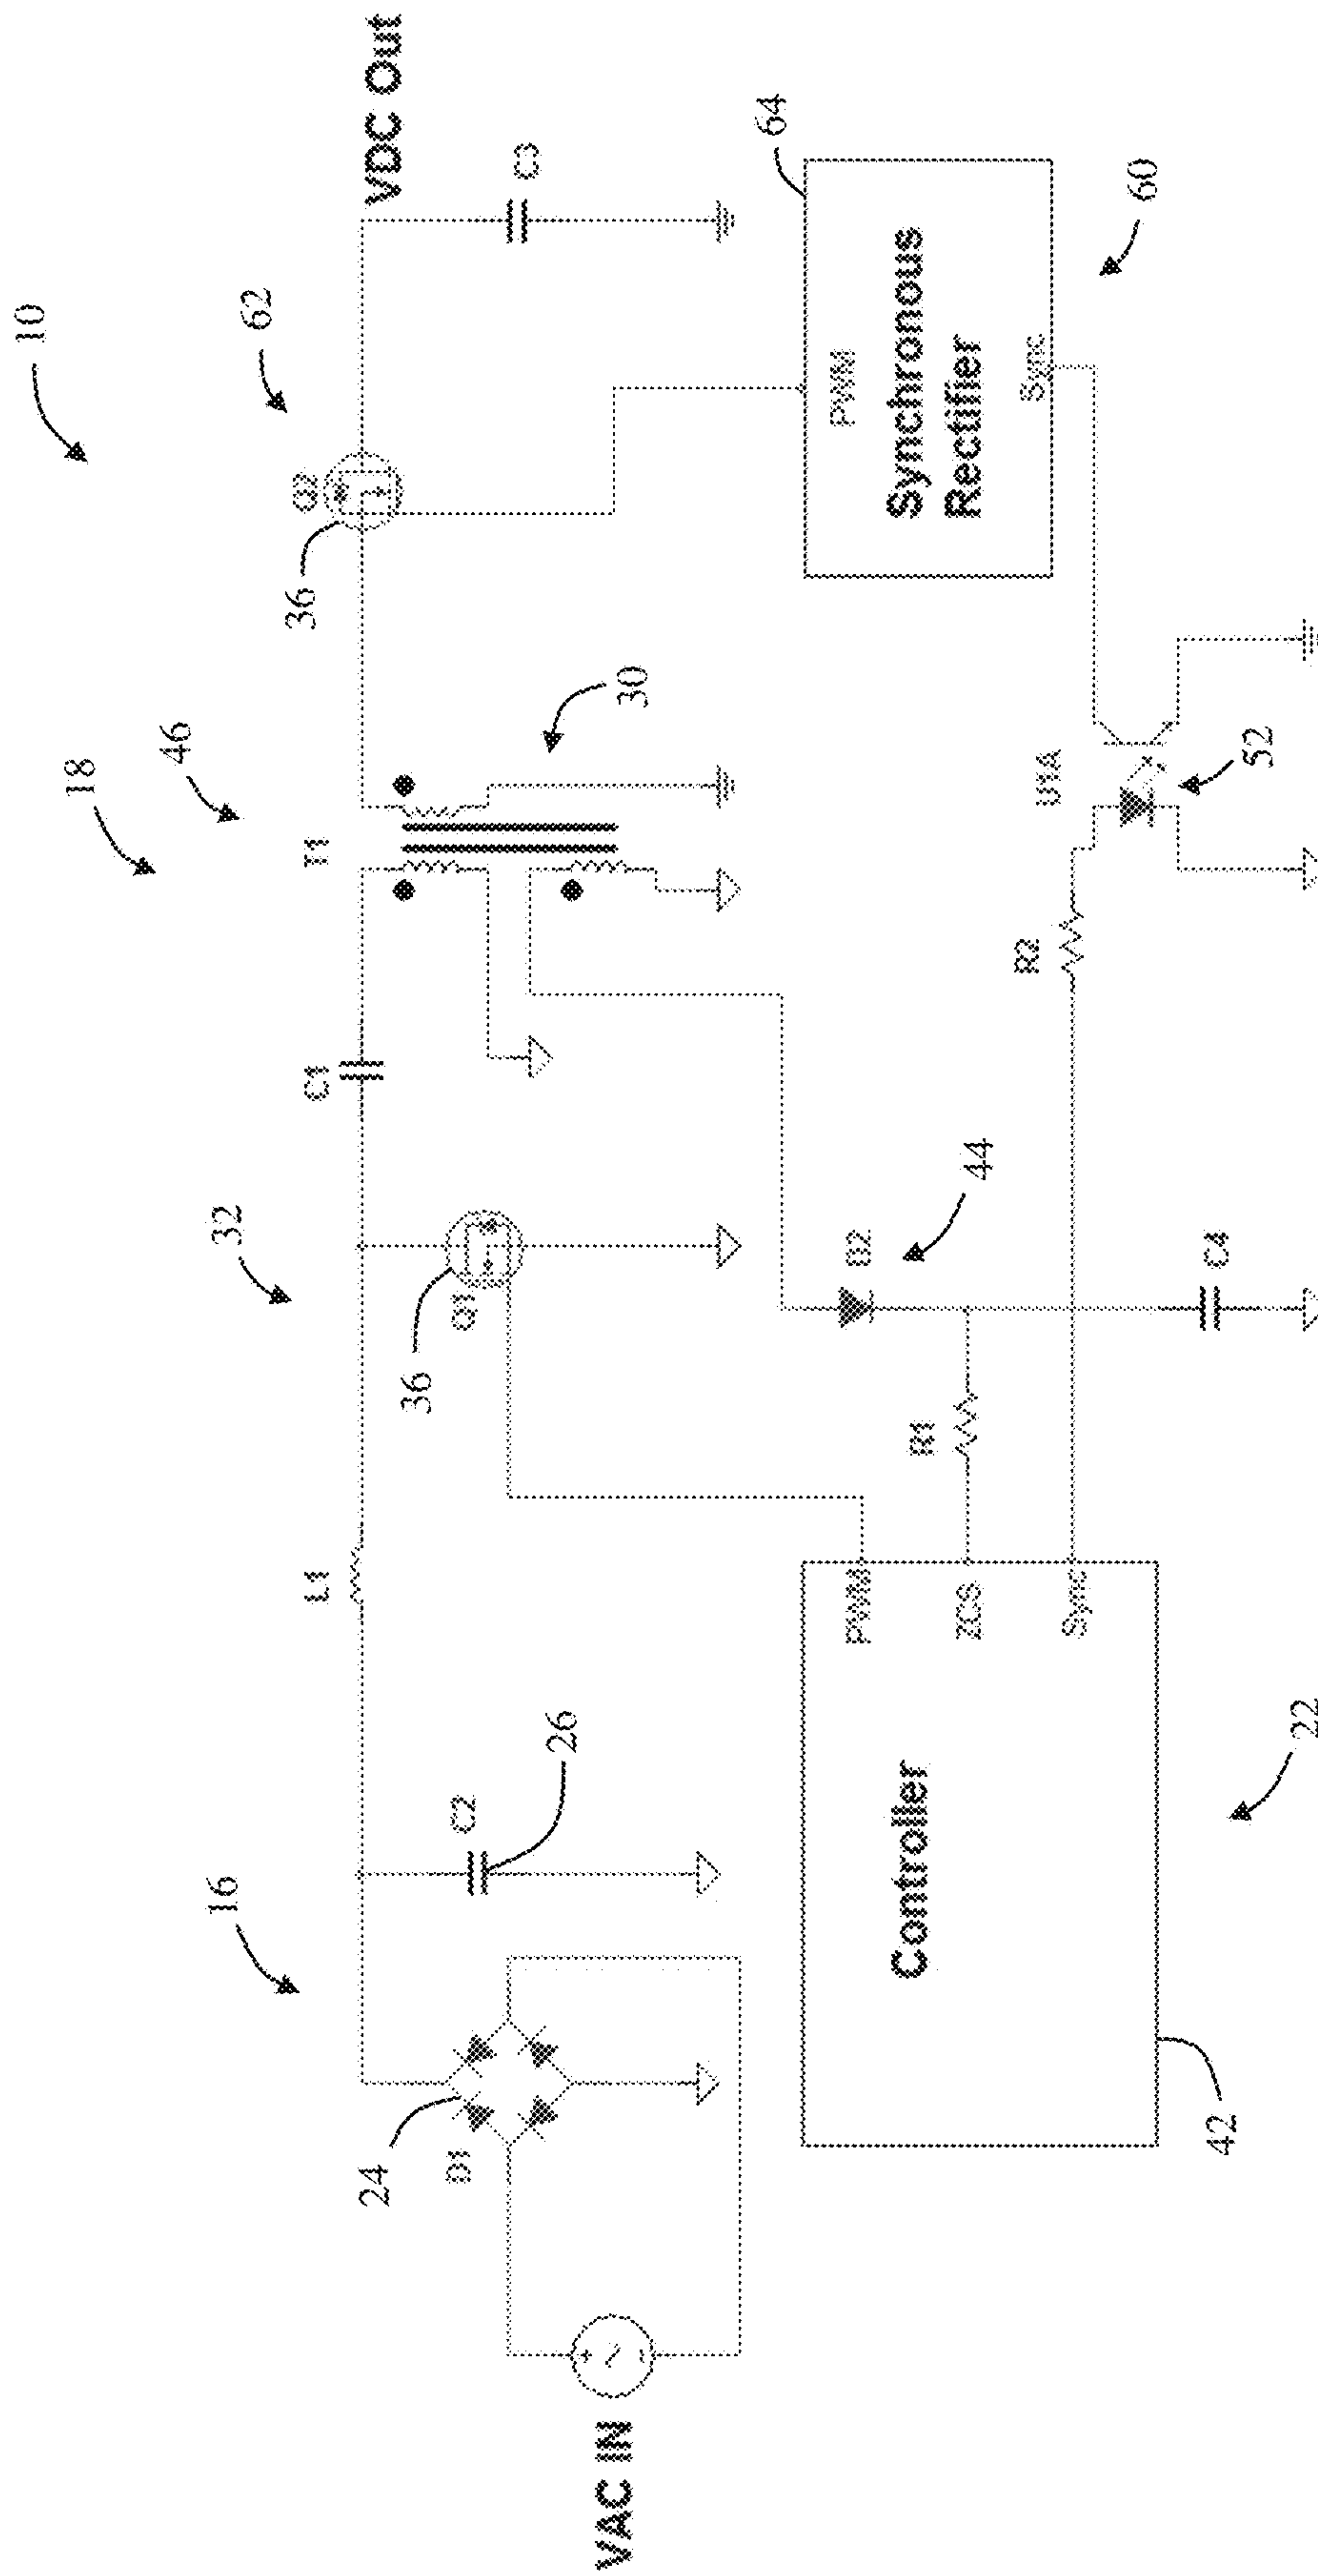 10
18
46
62
32
16
VDC Out
L1
C1
T1
Q2
36
C3
30
C2
26
24
D1
36
Q1
VAC IN
64
PWM
Synchronous
Rectifier
Sync
60
44
D2
R1
C4
R2
U1A
52
Controller
PWM
ZCS
Sync
42
22